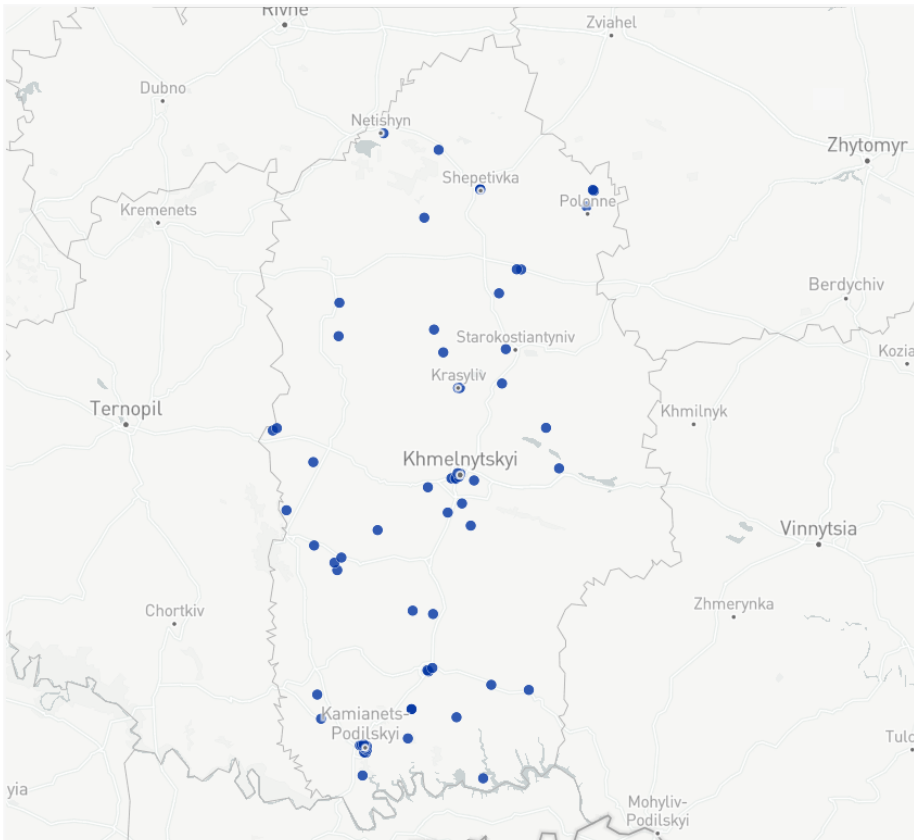 Rivne
Zviahel
Dubno
Netishyn
Zhytomyr
Shepetivka
Polonne
Kremenets
Berdychiv
Starokostiantyniv
Kozia
Krasyliv
Ternopil
Khmilnyk
Khmelnytskyi
Vinnytsia
Chortkiv
Zhmerynka
Kamianets-
Podilskyi
Tulc
yia
Mohyliv-
Podilskyi